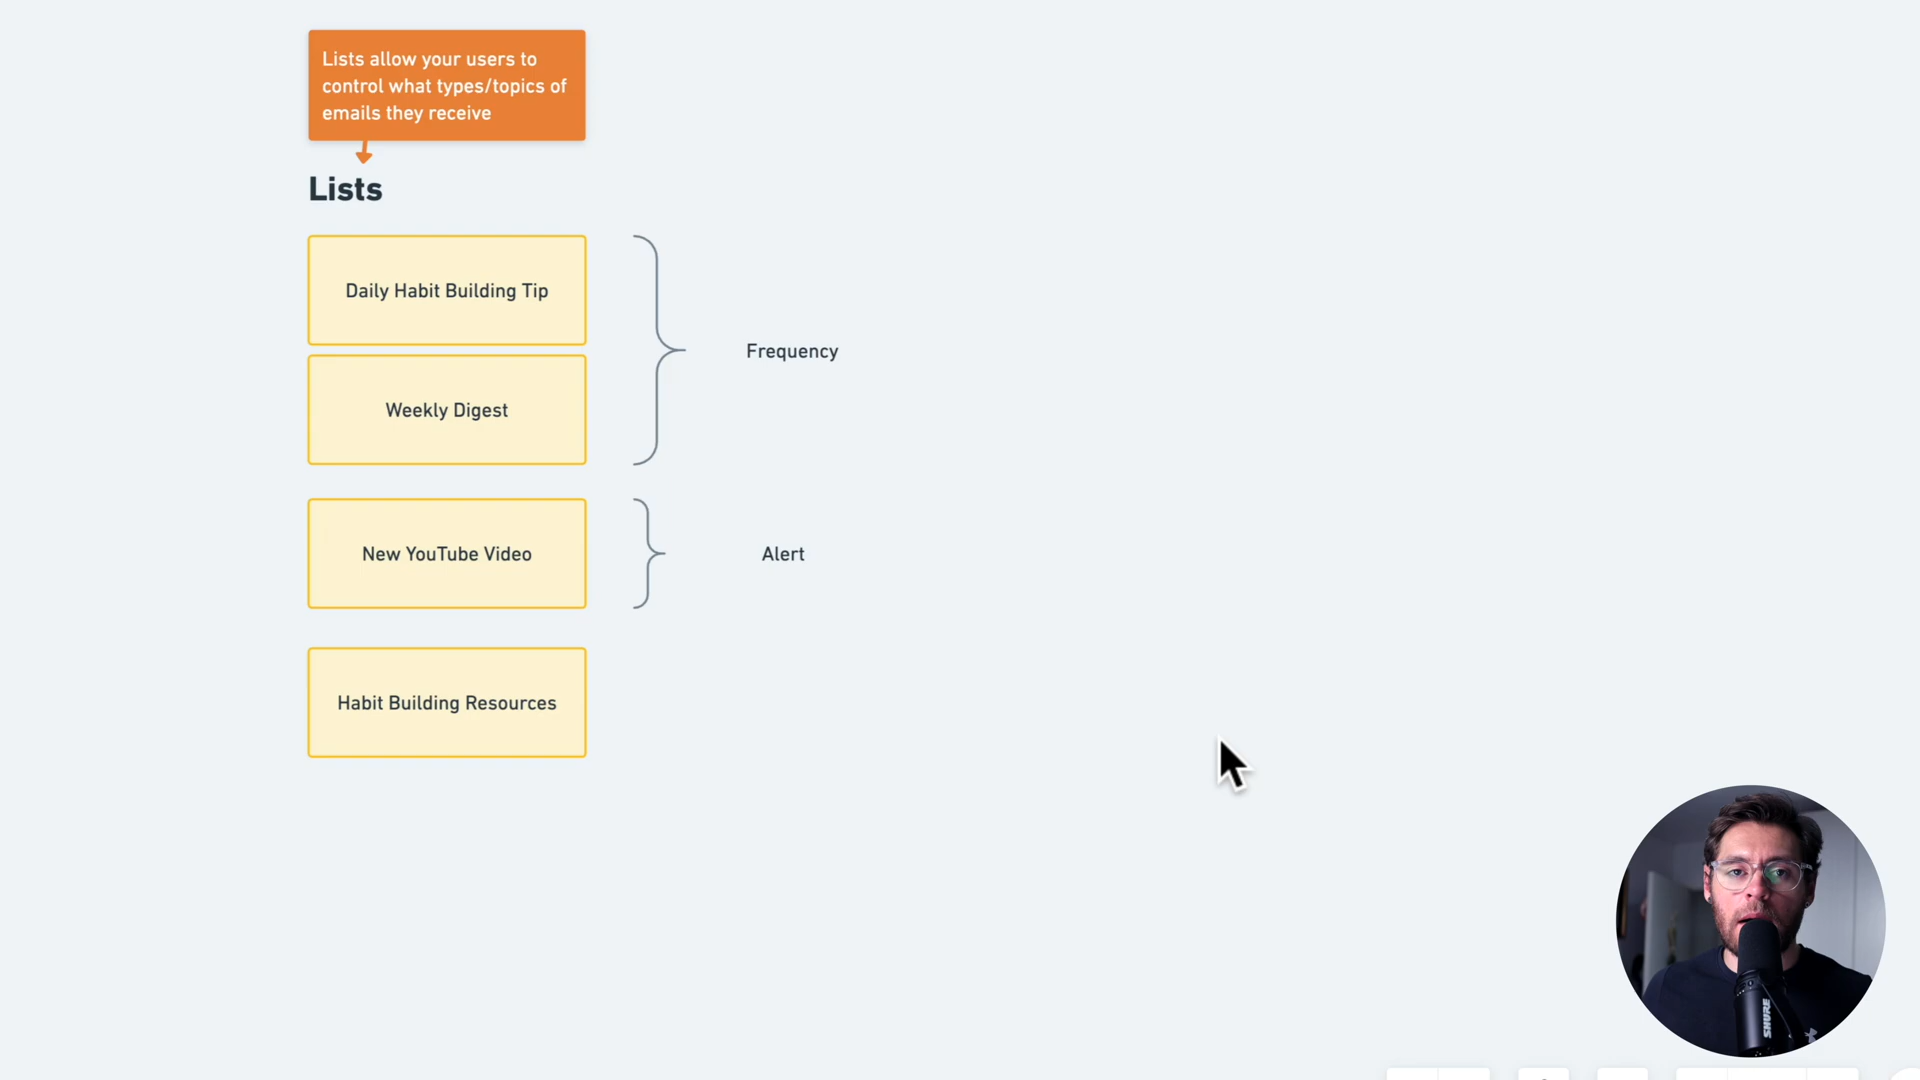 Lists allow your users to
control what types/topics of
emails they receive
Lists
Daily Habit Building Tip
Weekly Digest
Frequency
New YouTube Video
Alert
Habit Building Resources
SHURE